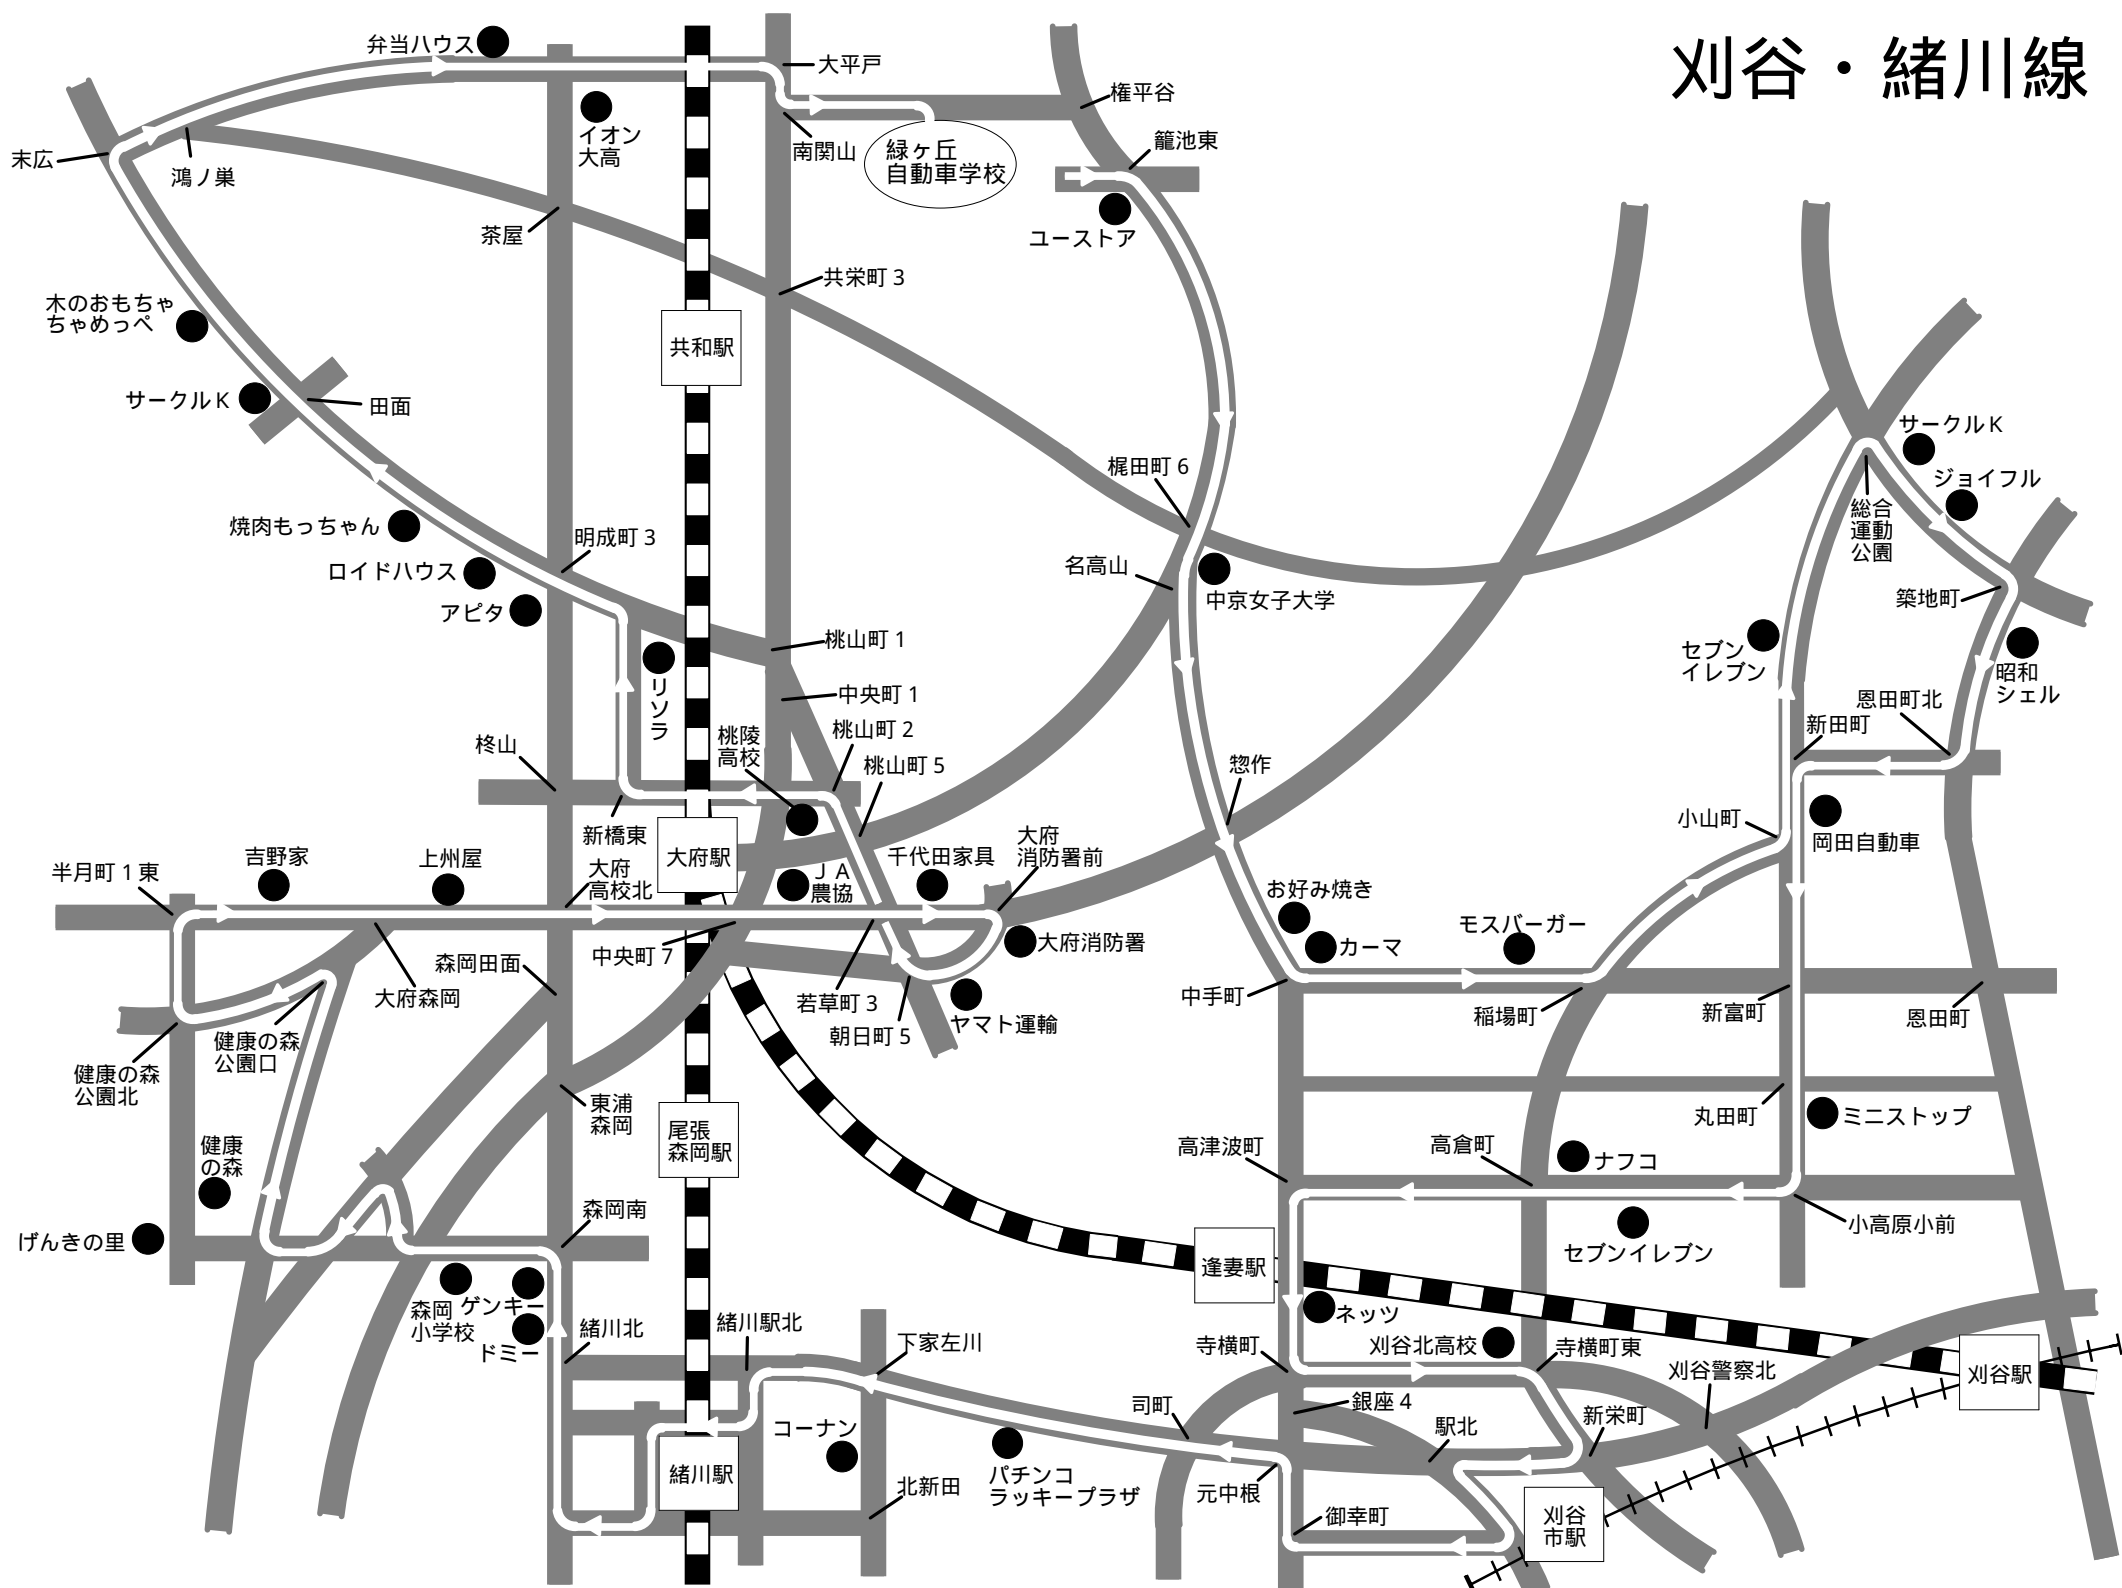 刈谷・緒川線
弁当ハウス
大平戸
権平谷
イオン
大高
末広
鴻ノ巣
南関山
緑ヶ丘
自動車学校
籠池東
ユーストア
茶屋
共栄町3
木のおもちゃ
ちゃめっぺ
共和駅
サークルK
田面
サークルK
ジョイフル
梶田町6
総合
運動
公園
焼肉もっちゃん
明成町3
ロイドハウス
アピタ
名高山
中京女子大学
築地町
セブン
イレブン
昭和
シェル
桃山町1
リソラ
中央町1
恩田町北
新田町
桃陵
高校
桃山町2
柊山
桃山町5
惣作
小山町
岡田自動車
新橋東
大府駅
大府
消防署前
吉野家
上州屋
半月町1東
大府
高校北
JA
農協
千代田家具
お好み焼き
カーマ
モスバーガー
大府消防署
中央町7
森岡田面
大府森岡
若草町3
朝日町5
ヤマト運輸
中手町
稲場町
新富町
恩田町
健康の森
公園口
健康の森
公園北
東浦
森岡
尾張
森岡駅
丸田町
ミニストップ
健康
の森
高津波町
高倉町
ナフコ
げんきの里
森岡南
小高原小前
セブンイレブン
逢妻駅
森岡
小学校
ゲンキー
ドミー
緒川北
緒川駅北
下家左川
ネッツ
寺横町
刈谷北高校
寺横町東
刈谷警察北
刈谷駅
司町
銀座4
駅北
新栄町
コーナン
緒川駅
北新田
パチンコ
ラッキープラザ
元中根
御幸町
刈谷
市駅